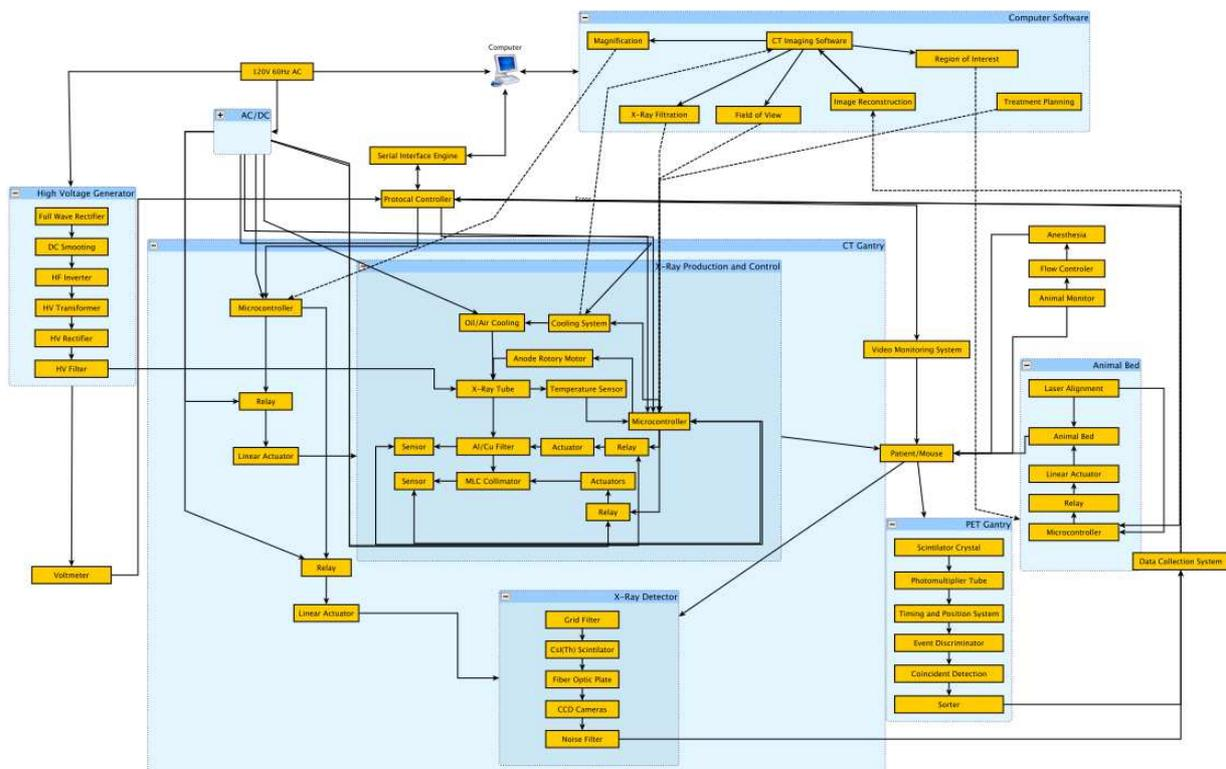 Computer Software
Magnification
CT Imaging Software
Region of Interest
Computer
120V 60Hz AC
X-Ray Filtration
Field of View
Image Reconstruction
Treatment Planning
AC/DC
Serial Interface Engine
High Voltage Generator
Protocal Controller
Full Wave Rectifier
DC Smooting
HF Inverter
HV Transformer
HV Rectifier
HV Filter
CT Gantry
Anesthesia
Flow Controler
Animal Monitor
X-Ray Production and Control
Microcontroller
Oil/Air Cooling
Cooling System
Anode Rotory Motor
Video Monitoring System
X-Ray Tube
Temperature Sensor
Animal Bed
Laser Alignment
Relay
Microcontroller
Linear Actuator
Sensor
Al/Cu Filter
Actuator
Relay
Patient/Mouse
Animal Bed
Sensor
MLC Collimator
Actuators
Linear Actuator
Relay
Relay
Microcontroller
PET Gantry
Scintilator Crystal
Data Collection System
Voltmeter
Relay
Photomultiplier Tube
X-Ray Detector
Linear Actuator
Grid Filter
Timing and Position System
CsI(Th) Scintilator
Event Discriminator
Fiber Optic Plate
Coincident Detection
CCD Cameras
Sorter
Noise Filter